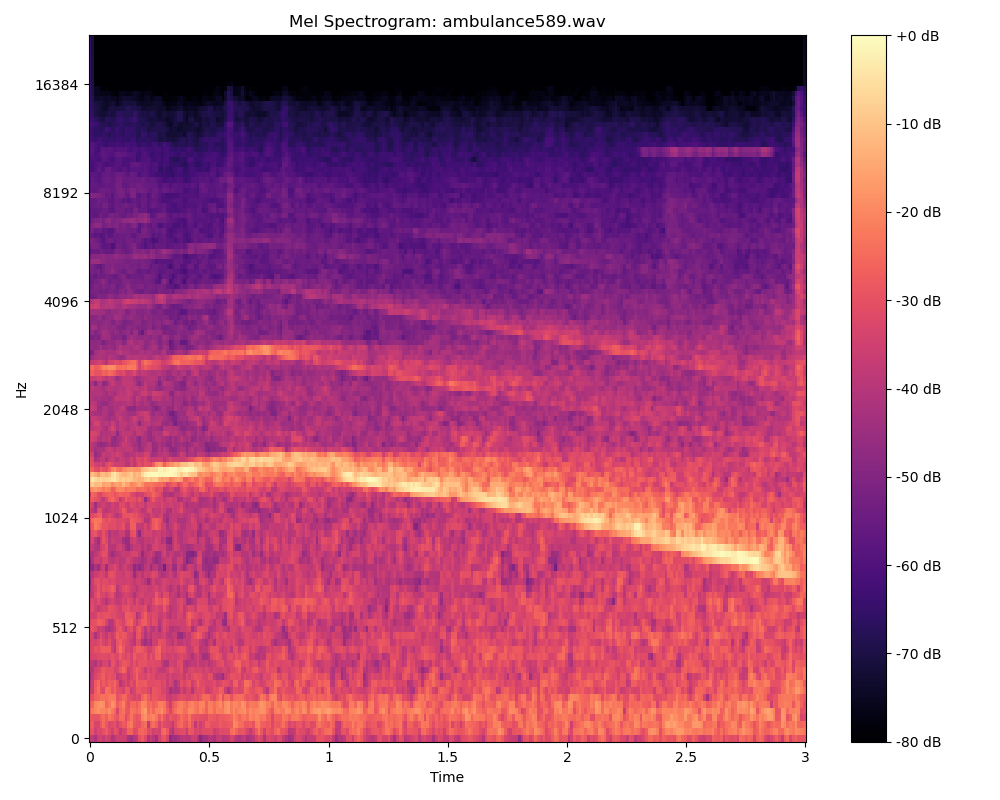 Mel Spectrogram: ambulance589.wav
+0 dB
16384
-10 dB
8192
-20 dB
4096
-30 dB
Hz
2048
-40 dB
-50 dB
1024
-60 dB
512
-70 dB
0
-80 dB
0 0.5 1 1.5 2 2.5 3
Time